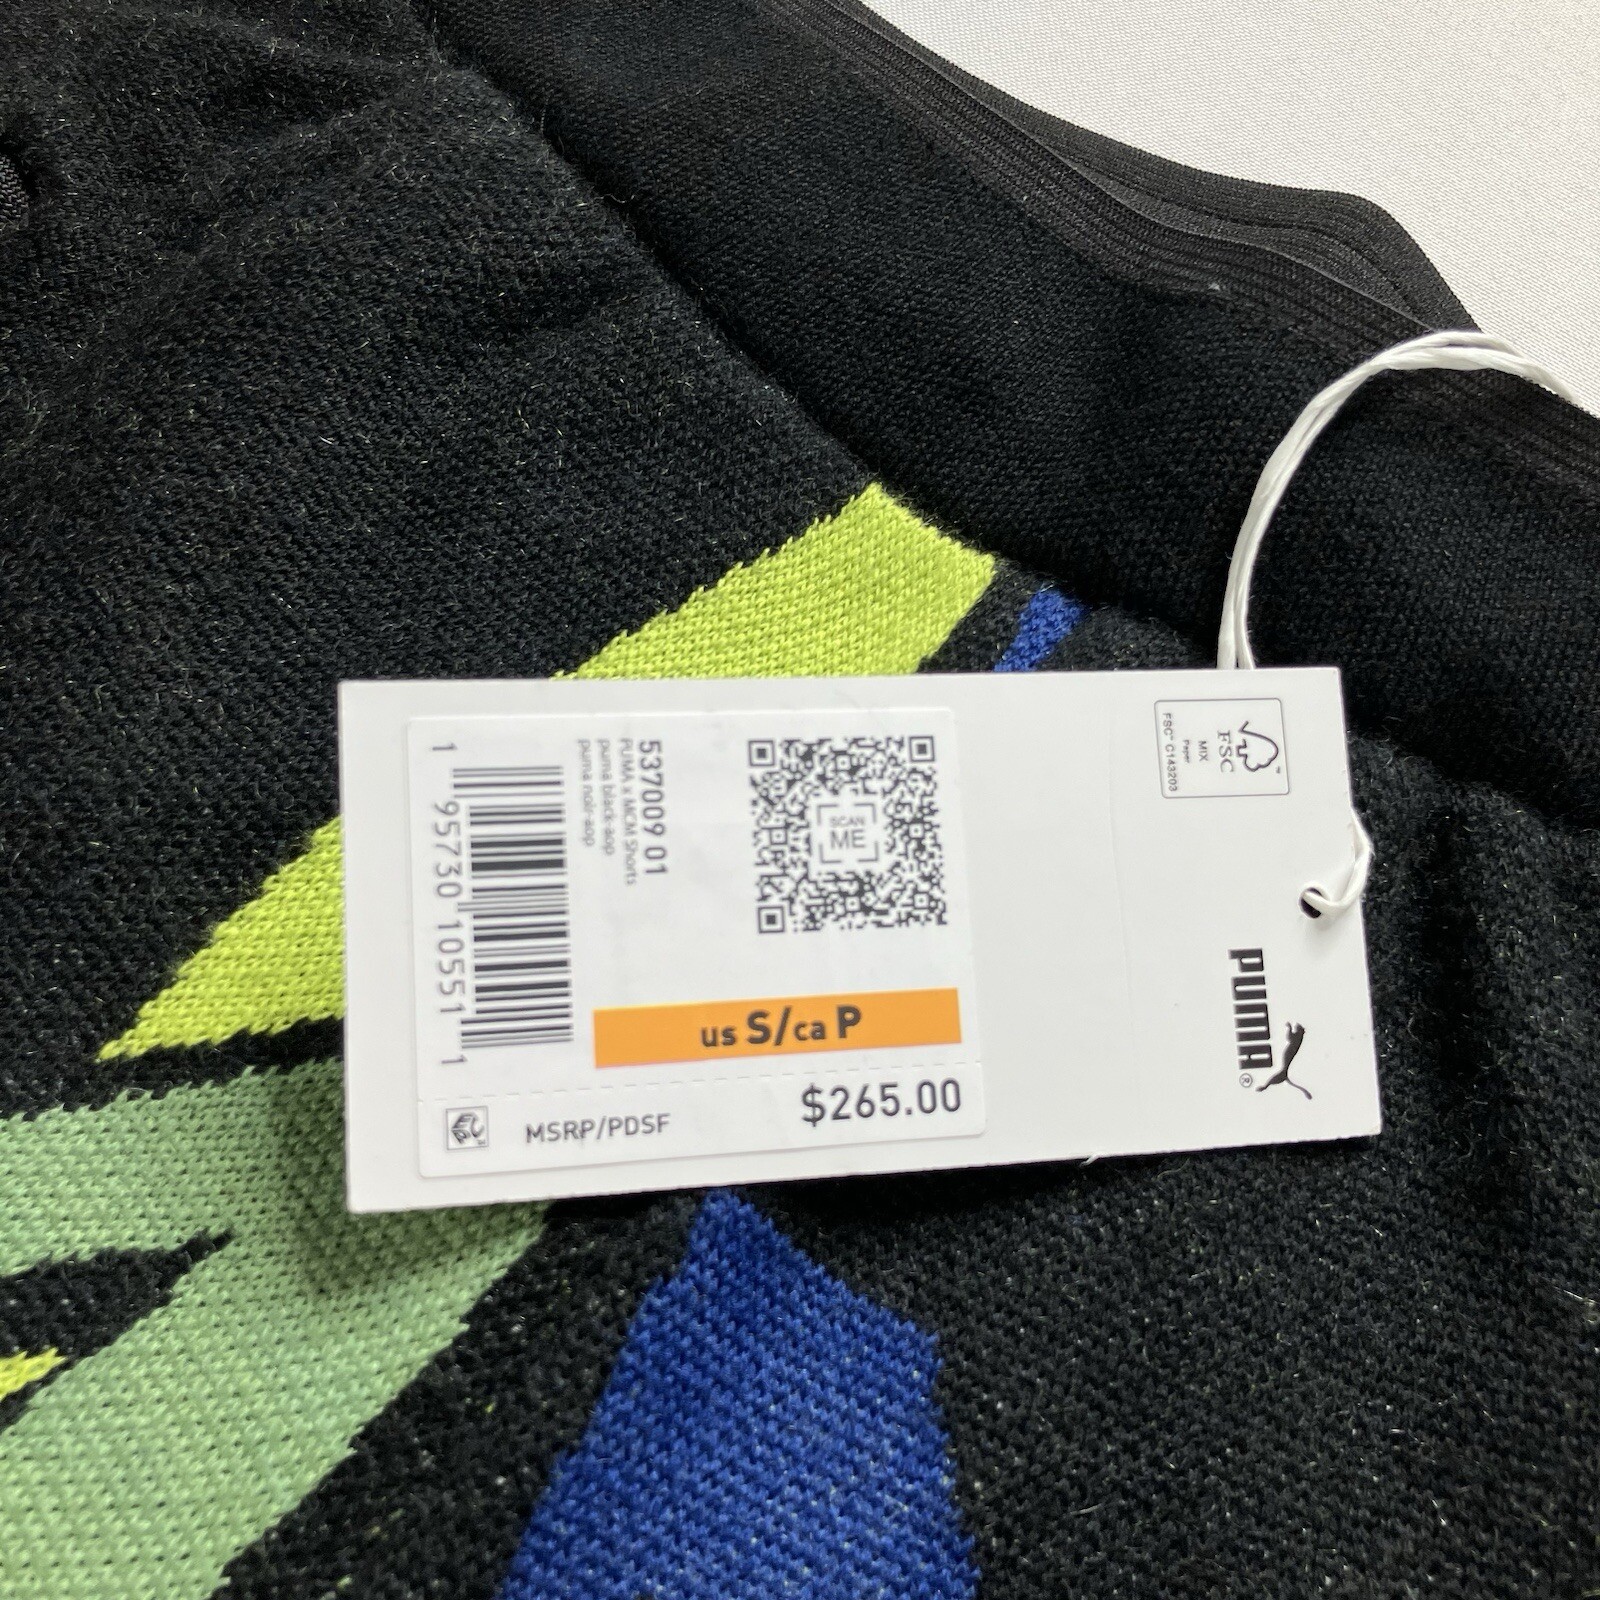 537009 01
PUMA x MCM Shorts
puma black-aop
puma noir-aop
1 95730 10551 1
SCAN
ME
us S/ca P
MSRP/PDSF
$265.00
FSC
MIX
Paper
FSC™ C143203
PUMA®